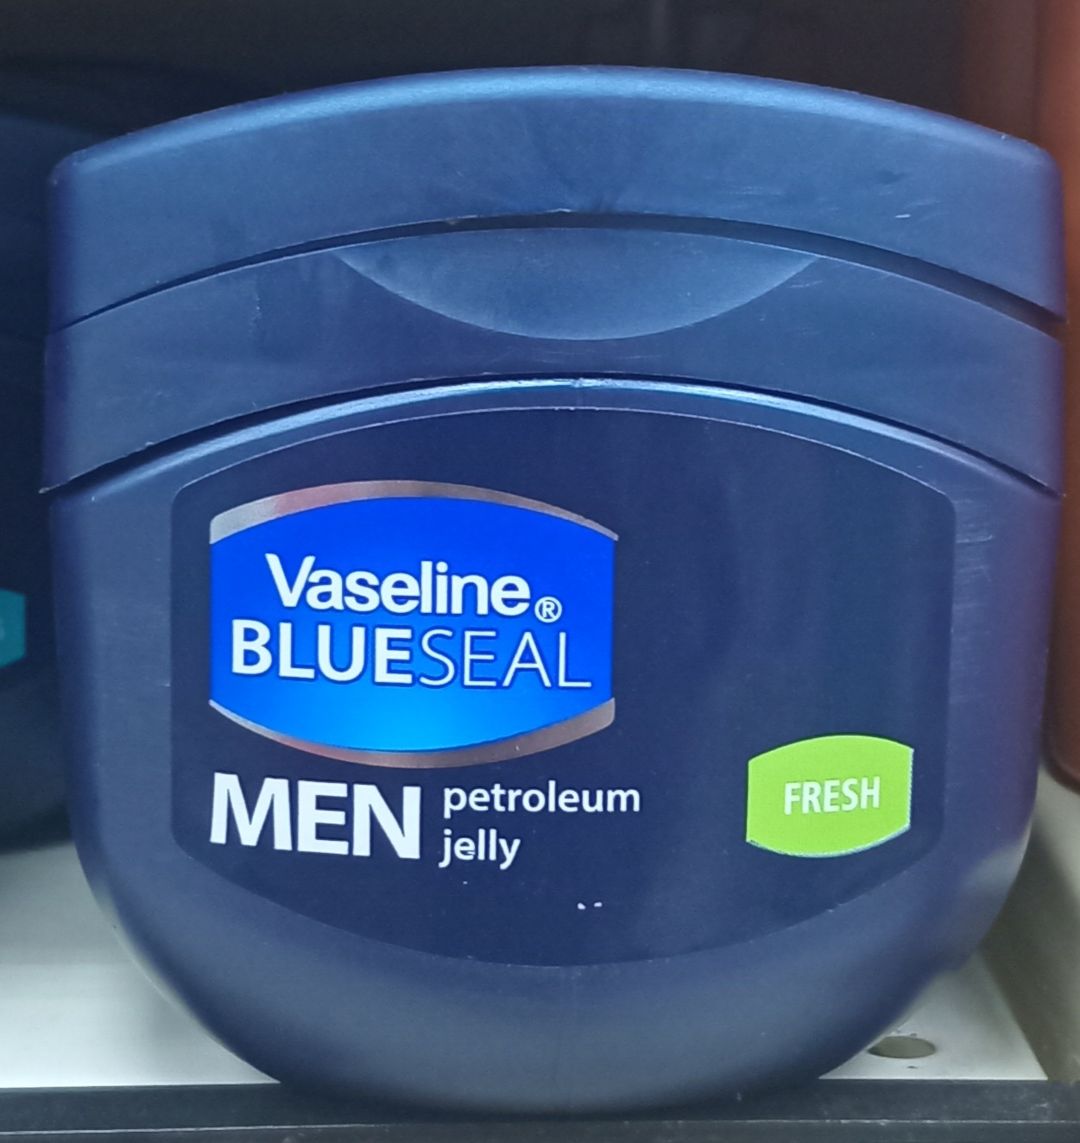 Vaseline®
BLUESEAL
MEN petroleum
jelly
FRESH